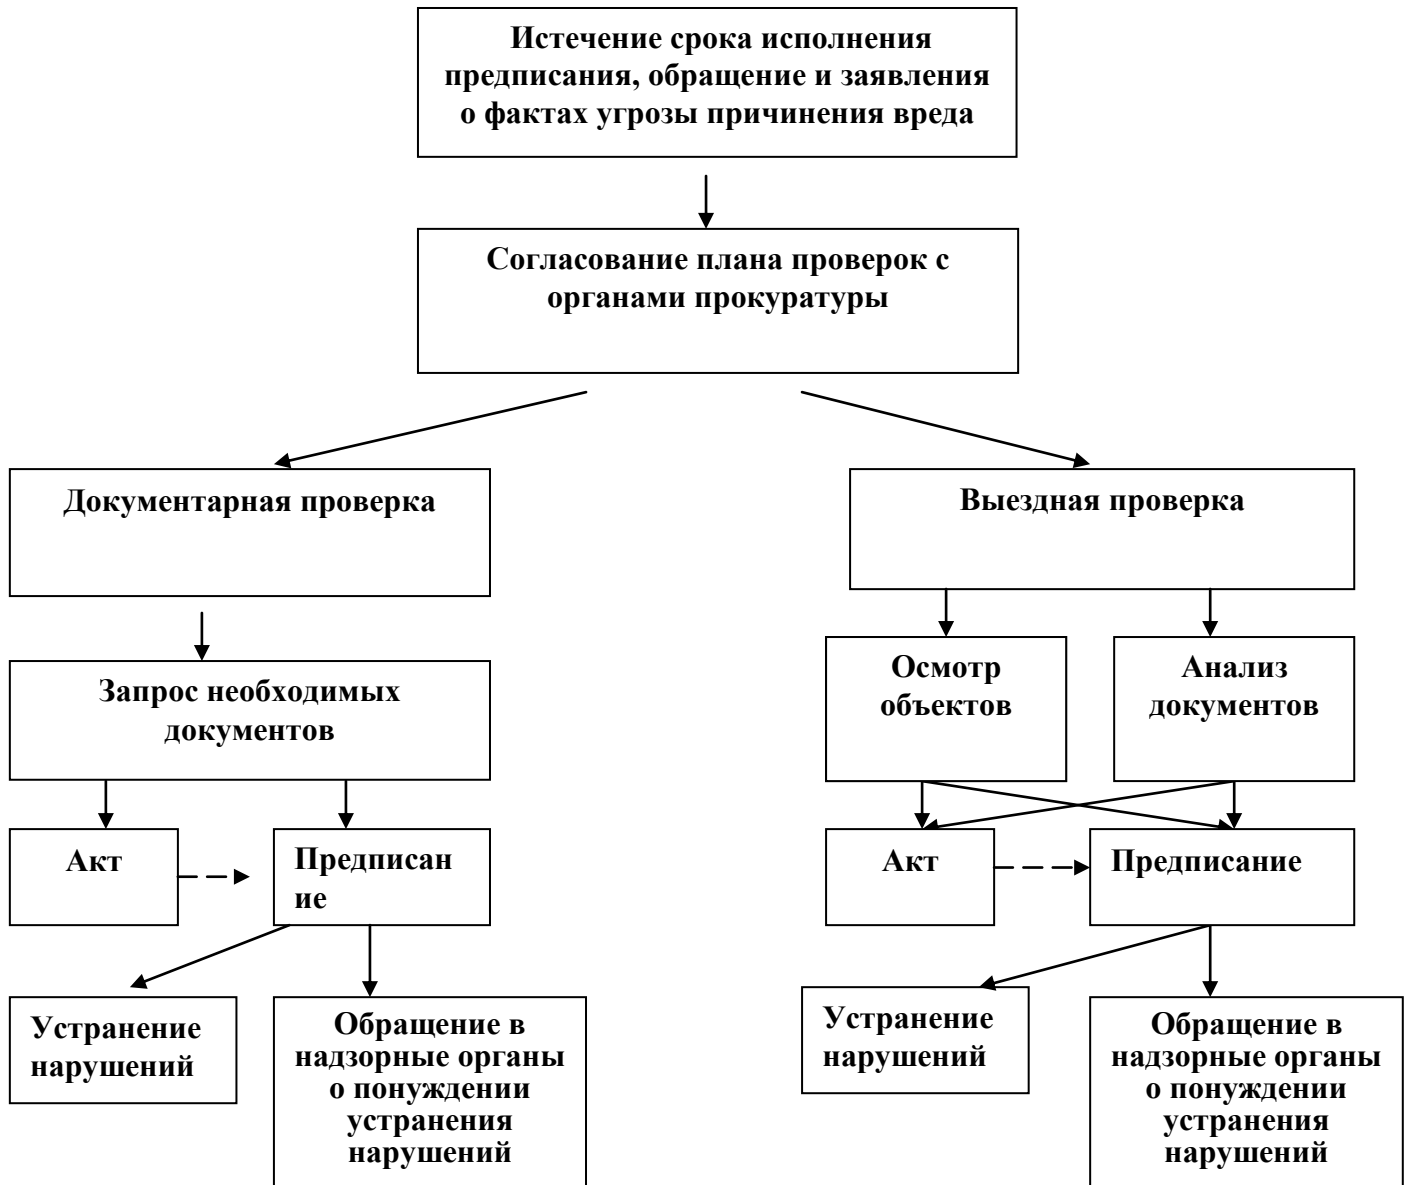 Истечение срока исполнения
предписания, обращение и заявления
о фактах угрозы причинения вреда
Согласование плана проверок с
органами прокуратуры
Документарная проверка
Выездная проверка
Запрос необходимых
документов
Осмотр
объектов
Анализ
документов
Акт
Предписан
ие
Акт
Предписание
Устранение
нарушений
Обращение в
надзорные органы
о понуждении
устранения
нарушений
Устранение
нарушений
Обращение в
надзорные органы
о понуждении
устранения
нарушений